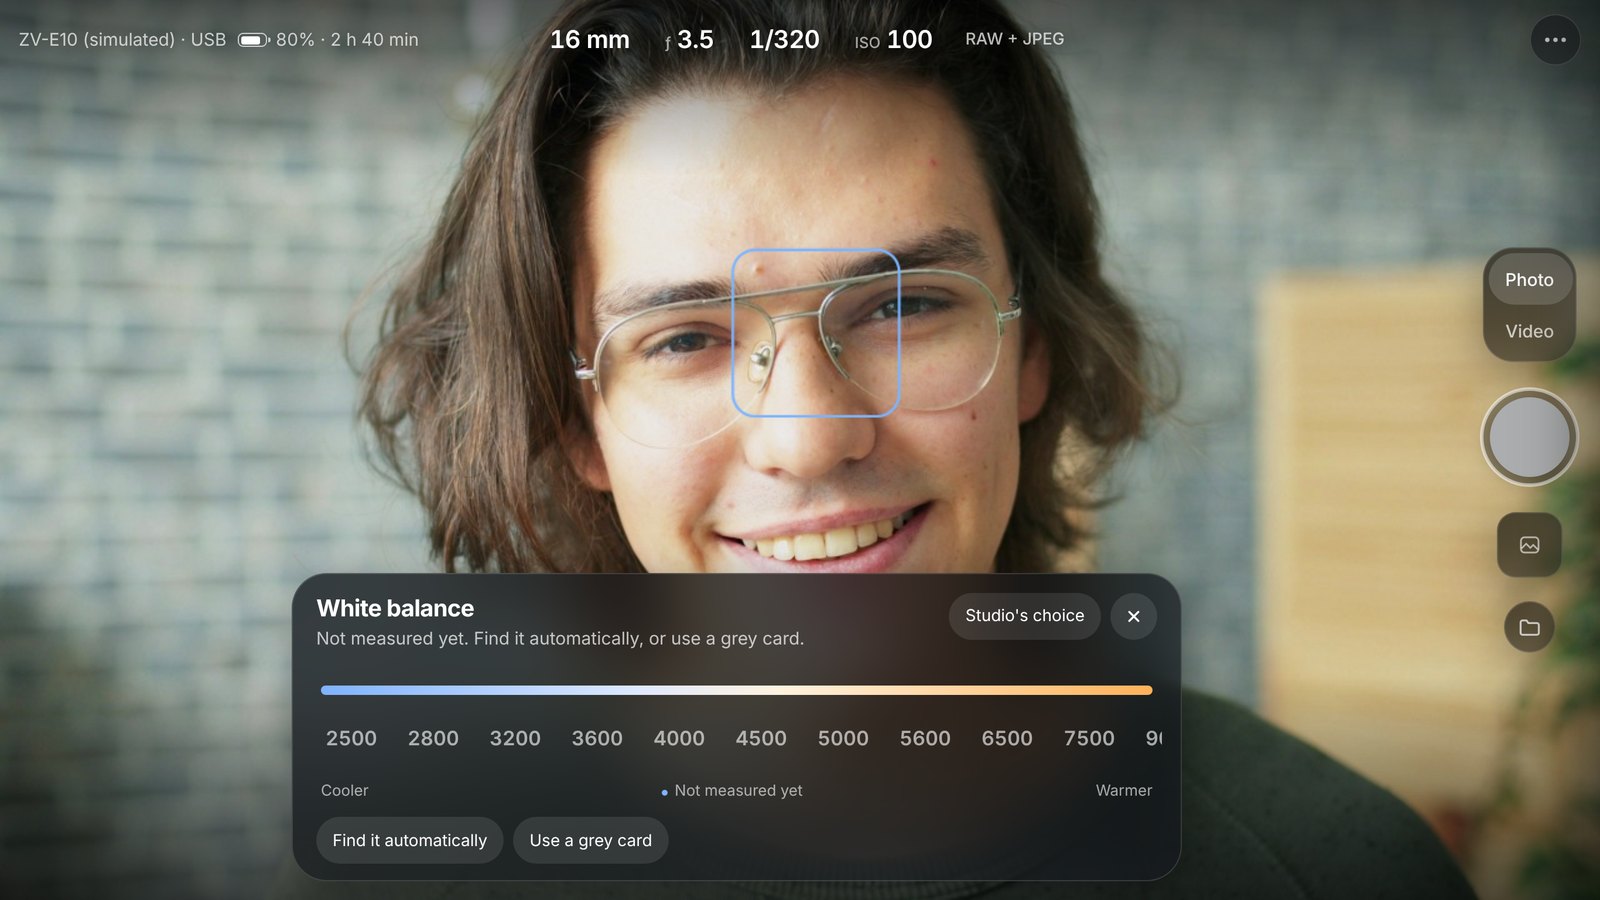 ZV-E10 (simulated) · USB 80% · 2 h 40 min
16 mm ƒ 3.5 1/320 ISO 100 RAW + JPEG
Photo
Video
White balance
Not measured yet. Find it automatically, or use a grey card.
Studio's choice
2500 2800 3200 3600 4000 4500 5000 5600 6500 7500
Cooler
Not measured yet
Warmer
Find it automatically
Use a grey card